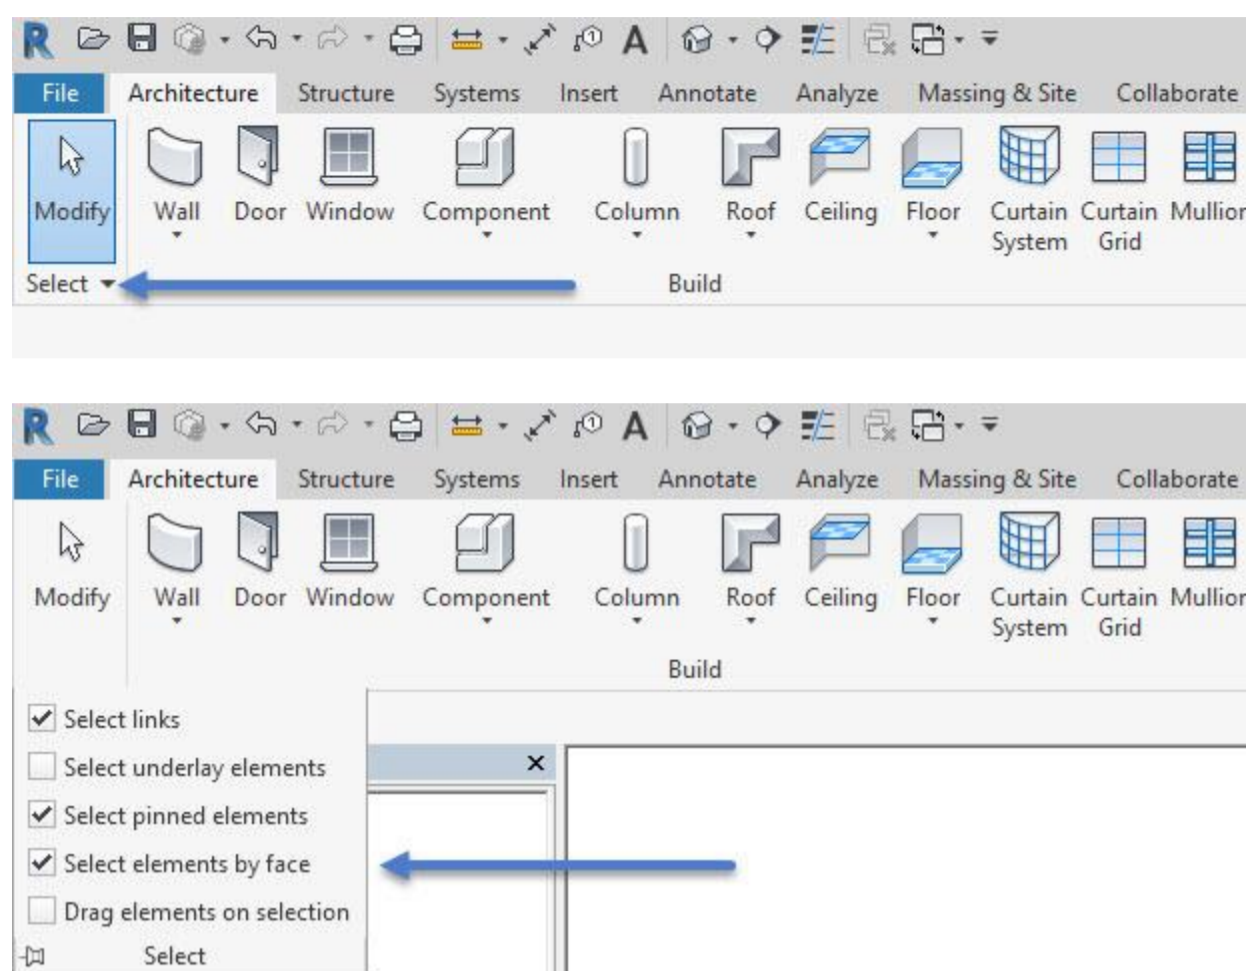 R A
File Architecture Structure Systems Insert Annotate Analyze Massing & Site Collaborate
Modify Wall Door Window Component Column Roof Ceiling Floor Curtain System Curtain Grid Mullion
Select Build
R A
File Architecture Structure Systems Insert Annotate Analyze Massing & Site Collaborate
Modify Wall Door Window Component Column Roof Ceiling Floor Curtain System Curtain Grid Mullion
Build
Select links
Select underlay elements
Select pinned elements
Select elements by face
Drag elements on selection
Select